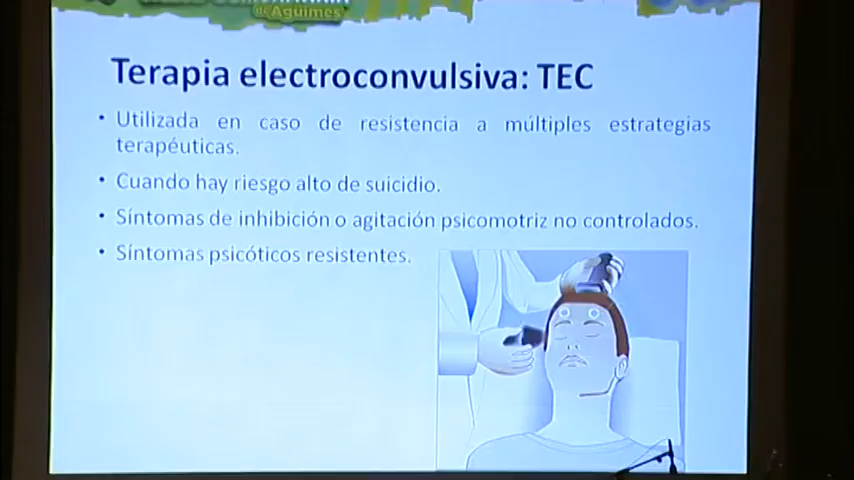 de Agüimes
Terapia electroconvulsiva: TEC
• Utilizada en caso de resistencia a múltiples estrategias
terapéuticas.
• Cuando hay riesgo alto de suicidio.
• Síntomas de inhibición o agitación psicomotriz no controlados.
• Síntomas psicóticos resistentes.